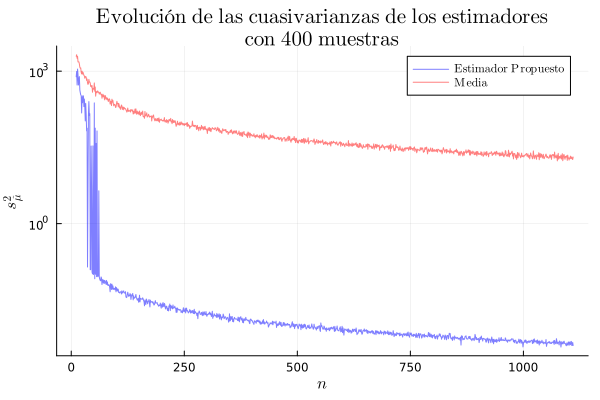 Evolución de las cuasivarianzas de los estimadores
con 400 muestras
Estimador Propuesto
Media
10³
10⁰
s²_μ̂
0 250 500 750 1000
n